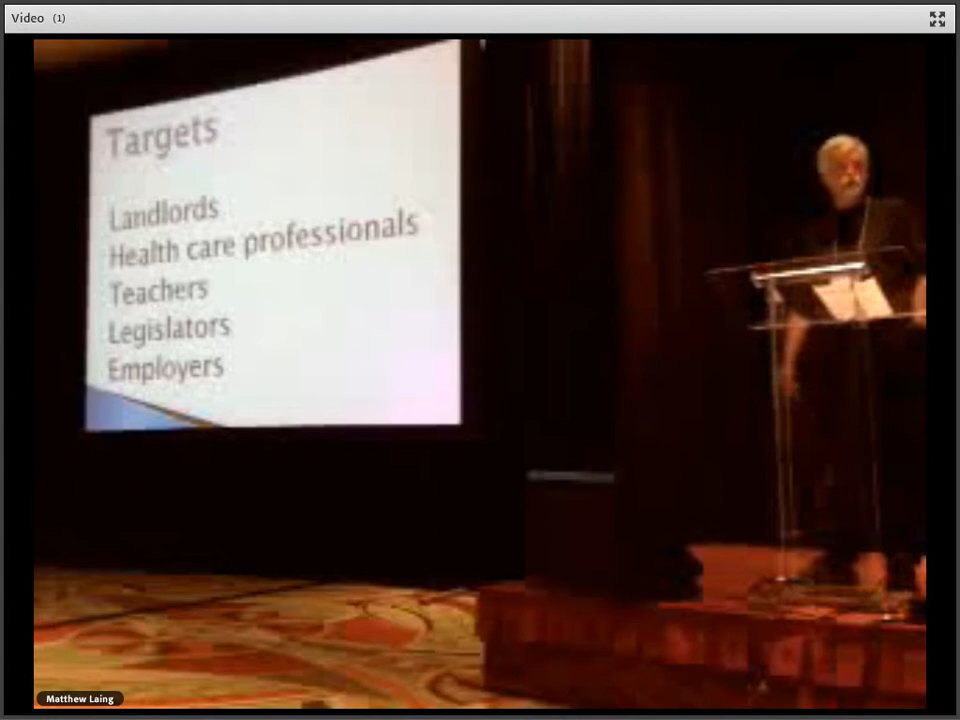 Video (1)
Targets
Landlords
Health care professionals
Teachers
Legislators
Employers
Matthew Laing